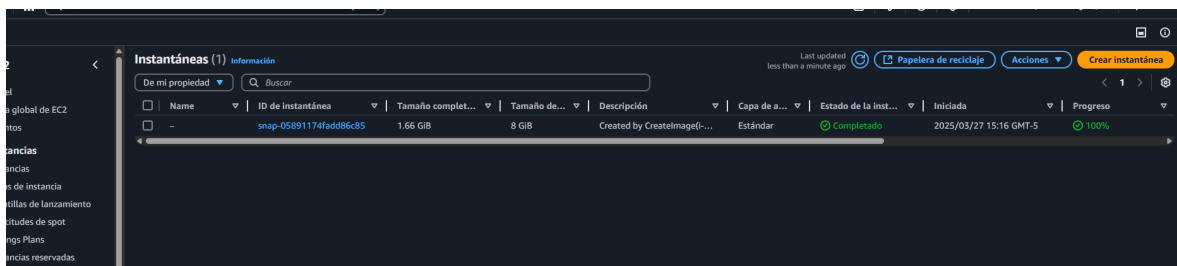 Instantáneas (1) Información
Last updated
less than a minute ago
Papelera de reciclaje
Acciones
Crear instantánea
De mi propiedad
Buscar
1
Name
ID de instantánea
Tamaño complet...
Tamaño de...
Descripción
Capa de a...
Estado de la inst...
Iniciada
Progreso
–
snap-05891174fadd86c85
1.66 GiB
8 GiB
Created by CreateImage(i-...
Estándar
Completado
2025/03/27 15:16 GMT-5
100%
2
el
a global de EC2
ntos
tancias
ancias
os de instancia
ntillas de lanzamiento
citudes de spot
ings Plans
ancias reservadas